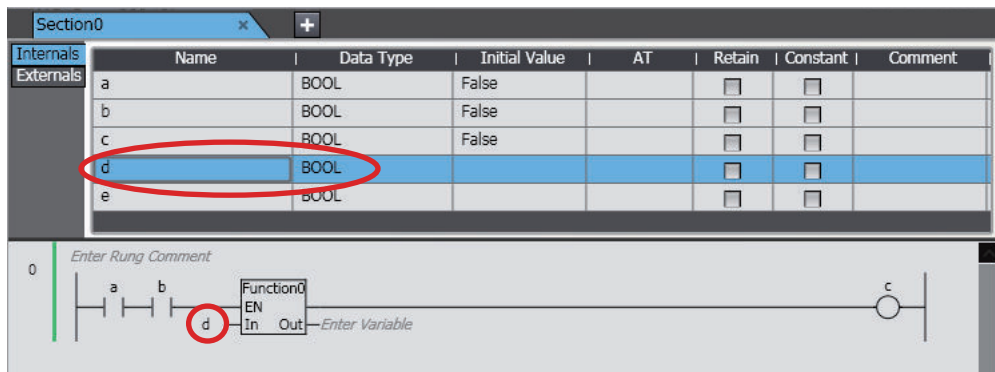 Section0 × +
Internals
Externals
Name Data Type Initial Value AT Retain Constant Comment
a BOOL False
b BOOL False
c BOOL False
d BOOL
e BOOL
0 Enter Rung Comment
a b Function0 c
EN
d In Out Enter Variable